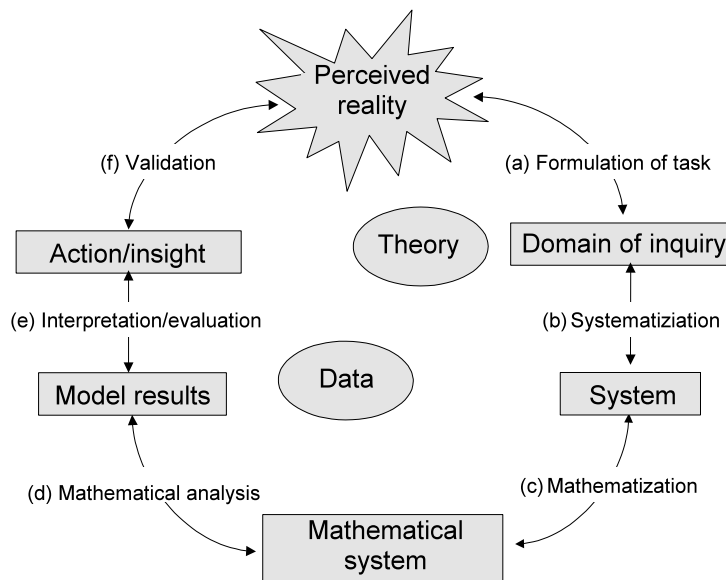 Perceived
reality
(f) Validation
(a) Formulation of task
Theory
Action/insight
Domain of inquiry
(e) Interpretation/evaluation
(b) Systematiziation
Data
Model results
System
(d) Mathematical analysis
(c) Mathematization
Mathematical
system